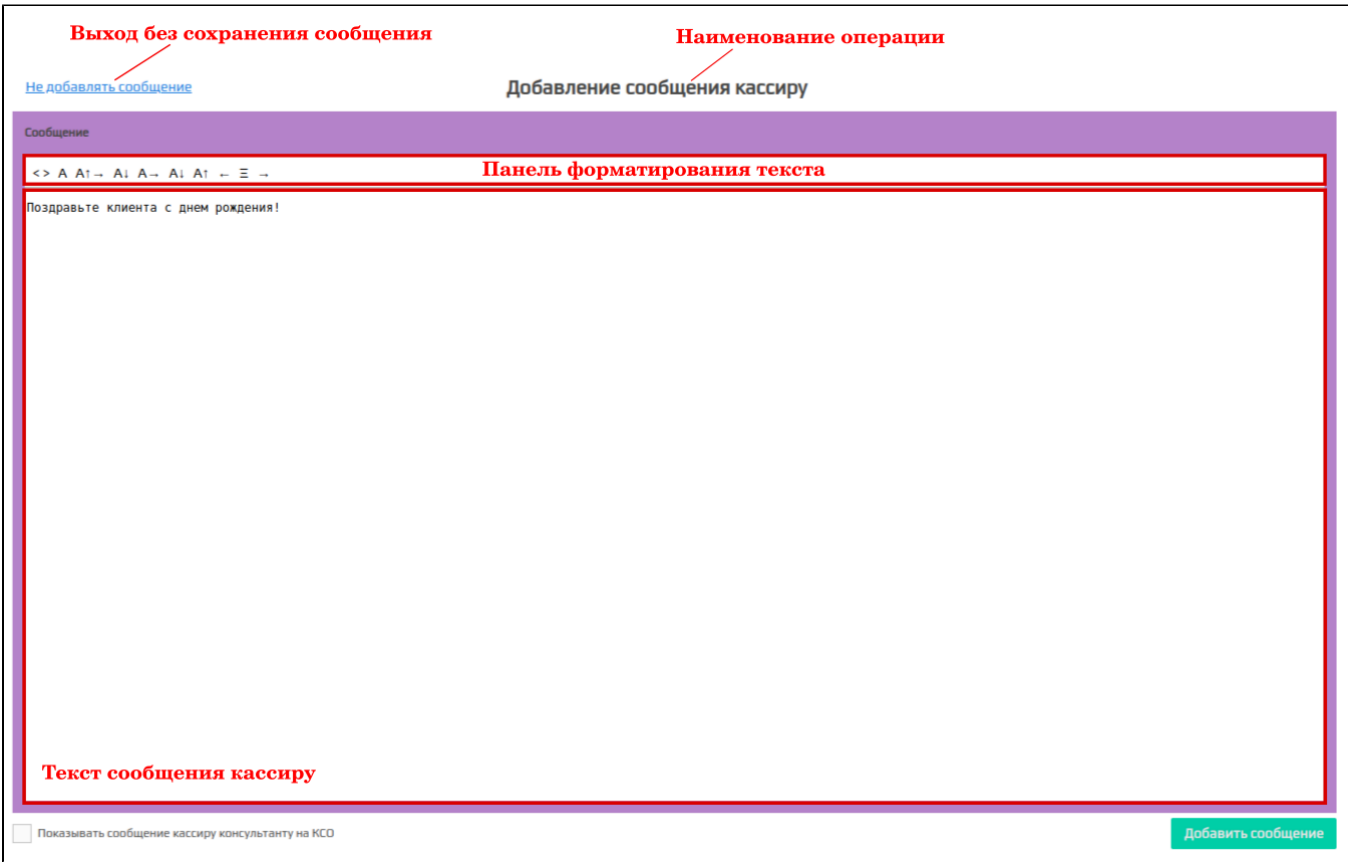 Выход без сохранения сообщения
Наименование операции
Не добавлять сообщение
Добавление сообщения кассиру
Сообщение
<> A A↑→ A↓ A→ A↓ A↑ ← Ξ →
Панель форматирования текста
Поздравьте клиента с днем рождения!
Текст сообщения кассиру
Показывать сообщение кассиру консультанту на КСО
Добавить сообщение